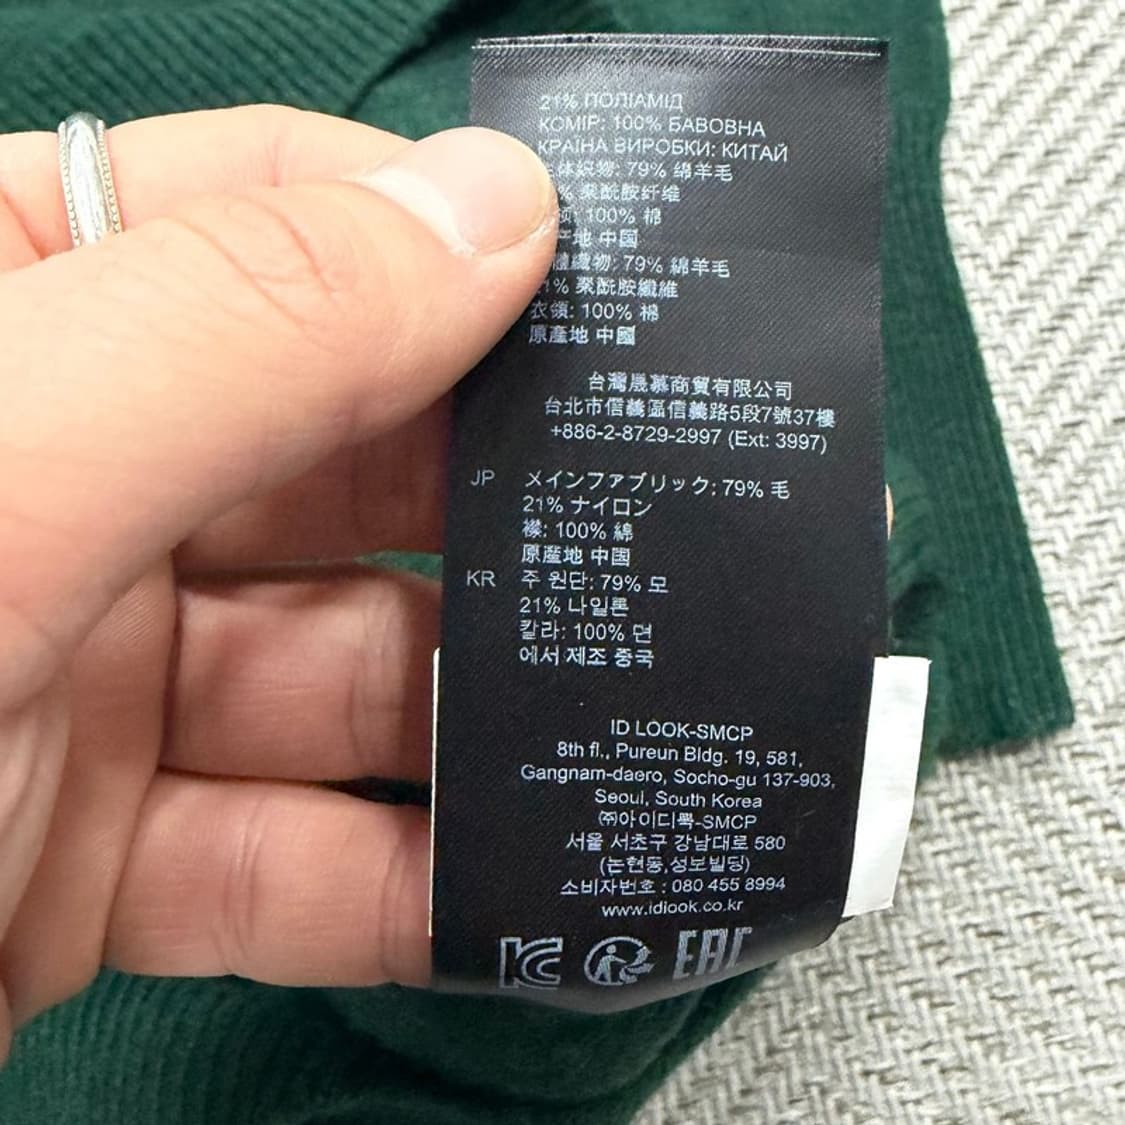 21% ПОЛІАМІД
КОМІР: 100% БАВОВНА
КРАЇНА ВИРОБКИ: КИТАЙ
体织物: 79% 绵羊毛
% 聚酰胺纤维
: 100% 棉
地 中國
體織物: 79% 綿羊毛
1% 聚酰胺纖維
衣領: 100% 棉
原產地 中國
台灣晟慕商貿有限公司
台北市信義區信義路5段7號37樓
+886-2-8729-2997 (Ext: 3997)
JP メインファブリック: 79% 毛
21% ナイロン
襟: 100% 綿
原産地 中国
KR 주 원단: 79% 모
21% 나일론
칼라: 100% 면
에서 제조 중국
ID LOOK-SMCP
8th fl., Pureun Bldg. 19, 581,
Gangnam-daero, Socho-gu 137-903,
Seoul, South Korea
㈜아이디룩-SMCP
서울 서초구 강남대로 580
(논현동,성보빌딩)
소비자번호 : 080 455 8994
www.idlook.co.kr
EAC